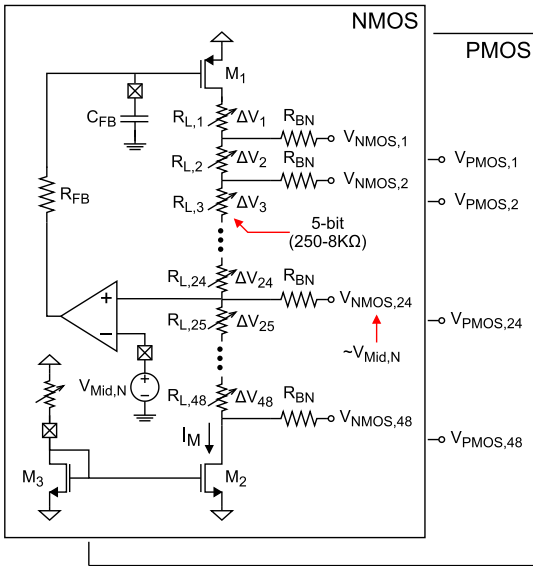 NMOS
PMOS
M1
CFB
RL,1 ΔV1
RBN
VNMOS,1
RL,2 ΔV2
RBN
VNMOS,2
RL,3 ΔV3
VPMOS,1
VPMOS,2
RFB
5-bit
(250-8KΩ)
RL,24 ΔV24
RBN
VNMOS,24
+
RL,25 ΔV25
VPMOS,24
−
~VMid,N
VMid,N
+
−
RL,48 ΔV48
RBN
VNMOS,48
VPMOS,48
IM
M3
M2